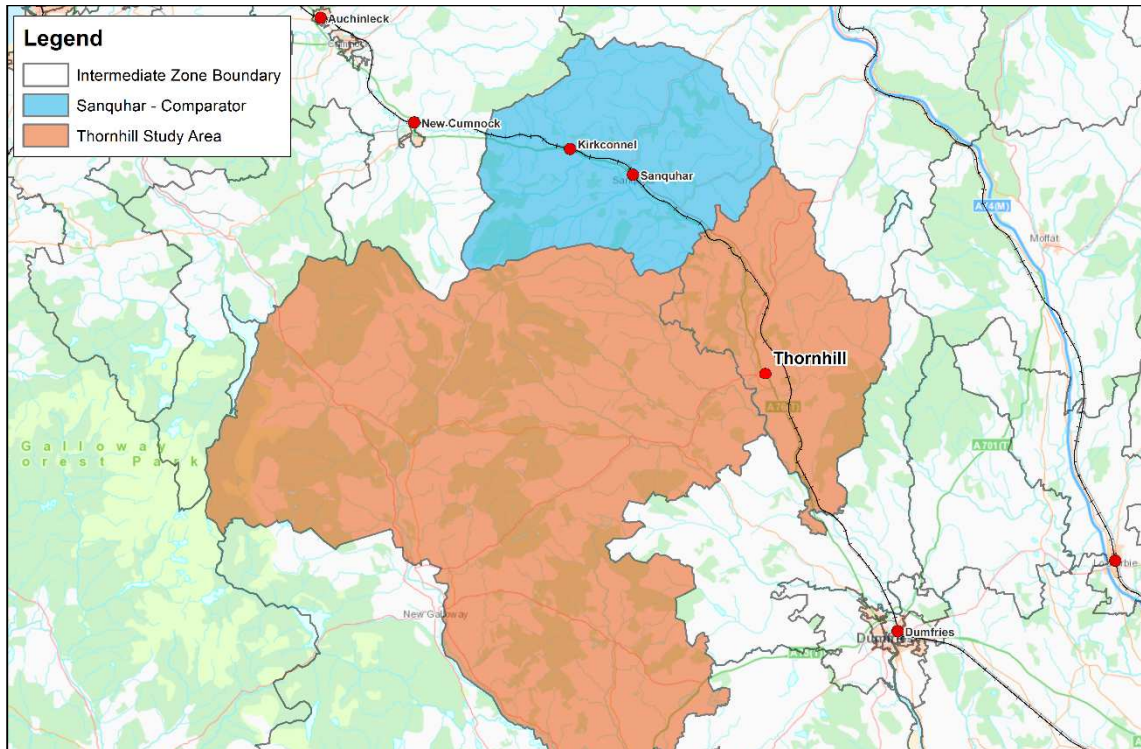 Auchinleck
Legend
Intermediate Zone Boundary
Sanquhar - Comparator
Thornhill Study Area
New Cumnock
Kirkconnel
Sanquhar
A74(M)
Moffat
Thornhill
A701(T)
Galloway
orest Park
New Galloway
Dumfries